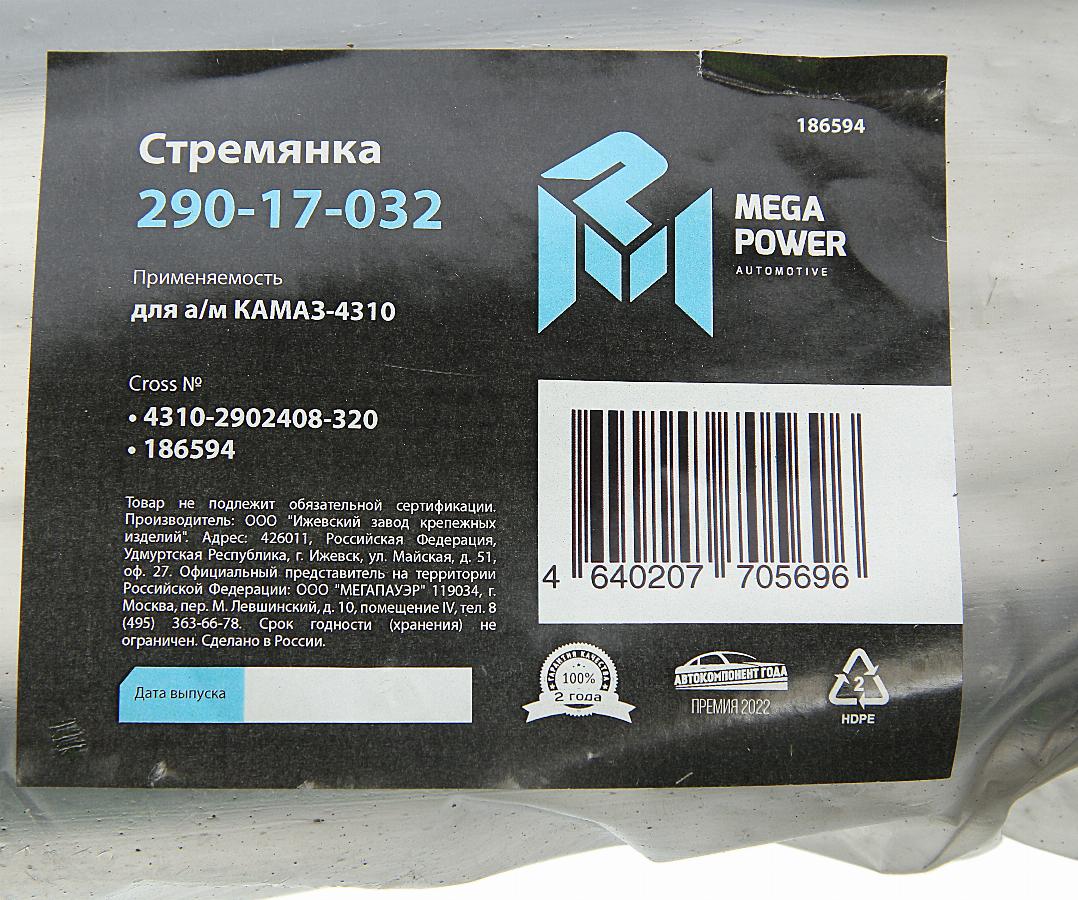 Стремянка
290-17-032
Применяемость
для а/м КАМАЗ-4310
Cross №
• 4310-2902408-320
• 186594
Товар не подлежит обязательной сертификации.
Производитель: ООО "Ижевский завод крепежных
изделий". Адрес: 426011, Российская Федерация,
Удмуртская Республика, г. Ижевск, ул. Майская, д. 51,
оф. 27. Официальный представитель на территории
Российской Федерации: ООО "МЕГАПАУЭР" 119034, г.
Москва, пер. М. Левшинский, д. 10, помещение IV, тел. 8
(495) 363-66-78. Срок годности (хранения) не
ограничен. Сделано в России.
Дата выпуска
186594
MEGA
POWER
AUTOMOTIVE
4 640207 705696
ГАРАНТИЯ КАЧЕСТВА
100%
2 года
АВТОКОМПОНЕНТ ГОДА
ПРЕМИЯ 2022
2
HDPE